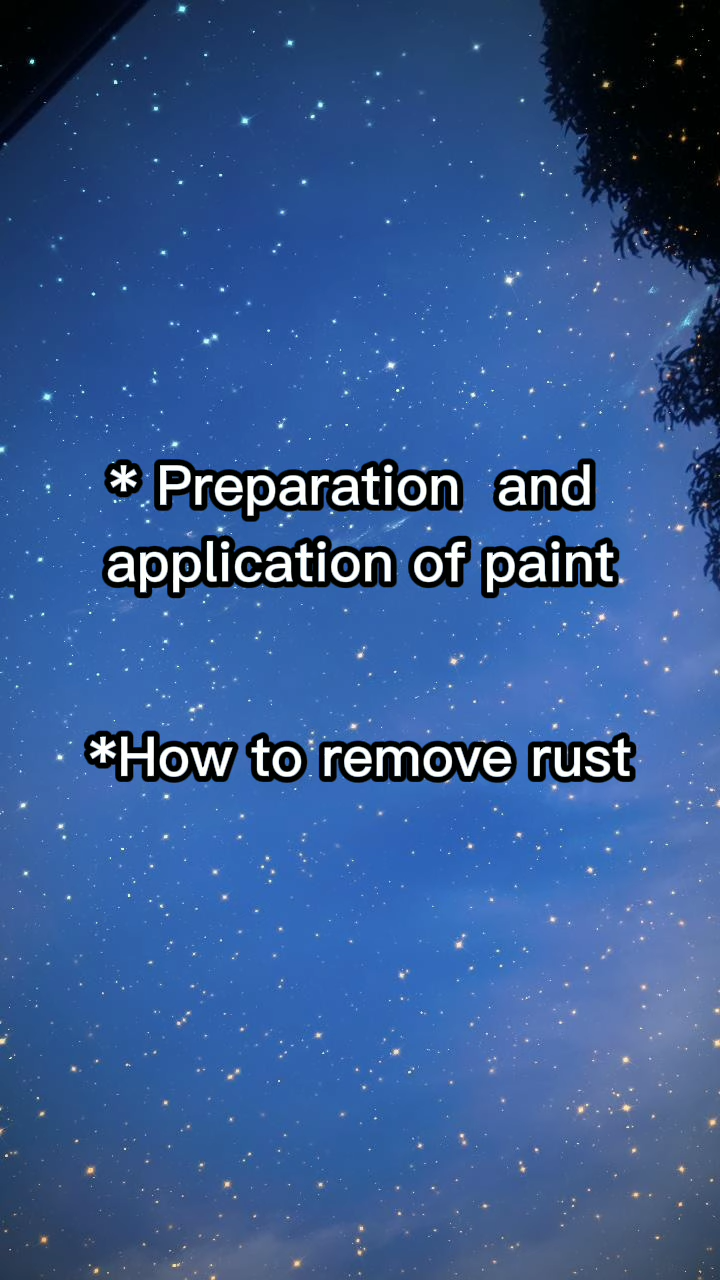 * Preparation  and
application of paint
*How to remove rust